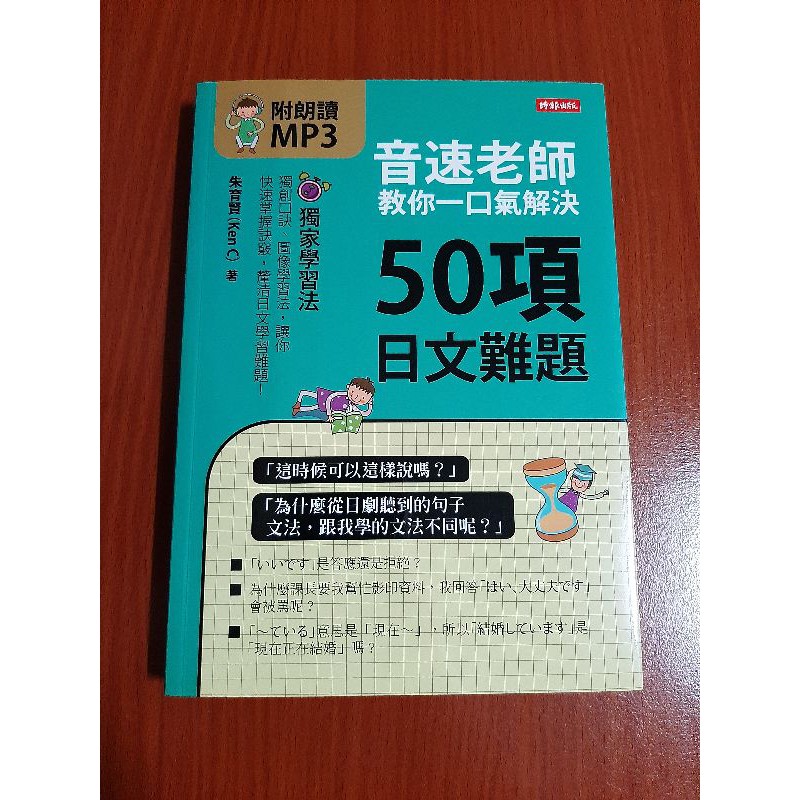 附朗讀
MP3
時報出版
音速老師
教你一口氣解決
50項
日文難題
獨家學習法
獨創口訣、圖像學習法，讓你
快速掌握訣竅，釐清日文學習難題！
朱育賢（Ken C）著
「這時候可以這樣說嗎？」
「為什麼從日劇聽到的句子
文法，跟我學的文法不同呢？」
■ 「いいです」是答應還是拒絕？
■ 為什麼課長要我幫忙影印資料，我回答「はい、大丈夫です」
會被罵呢？
■ 「～ている」意思是「現在～」，所以「結婚しています」是
「現在正在結婚」嗎？